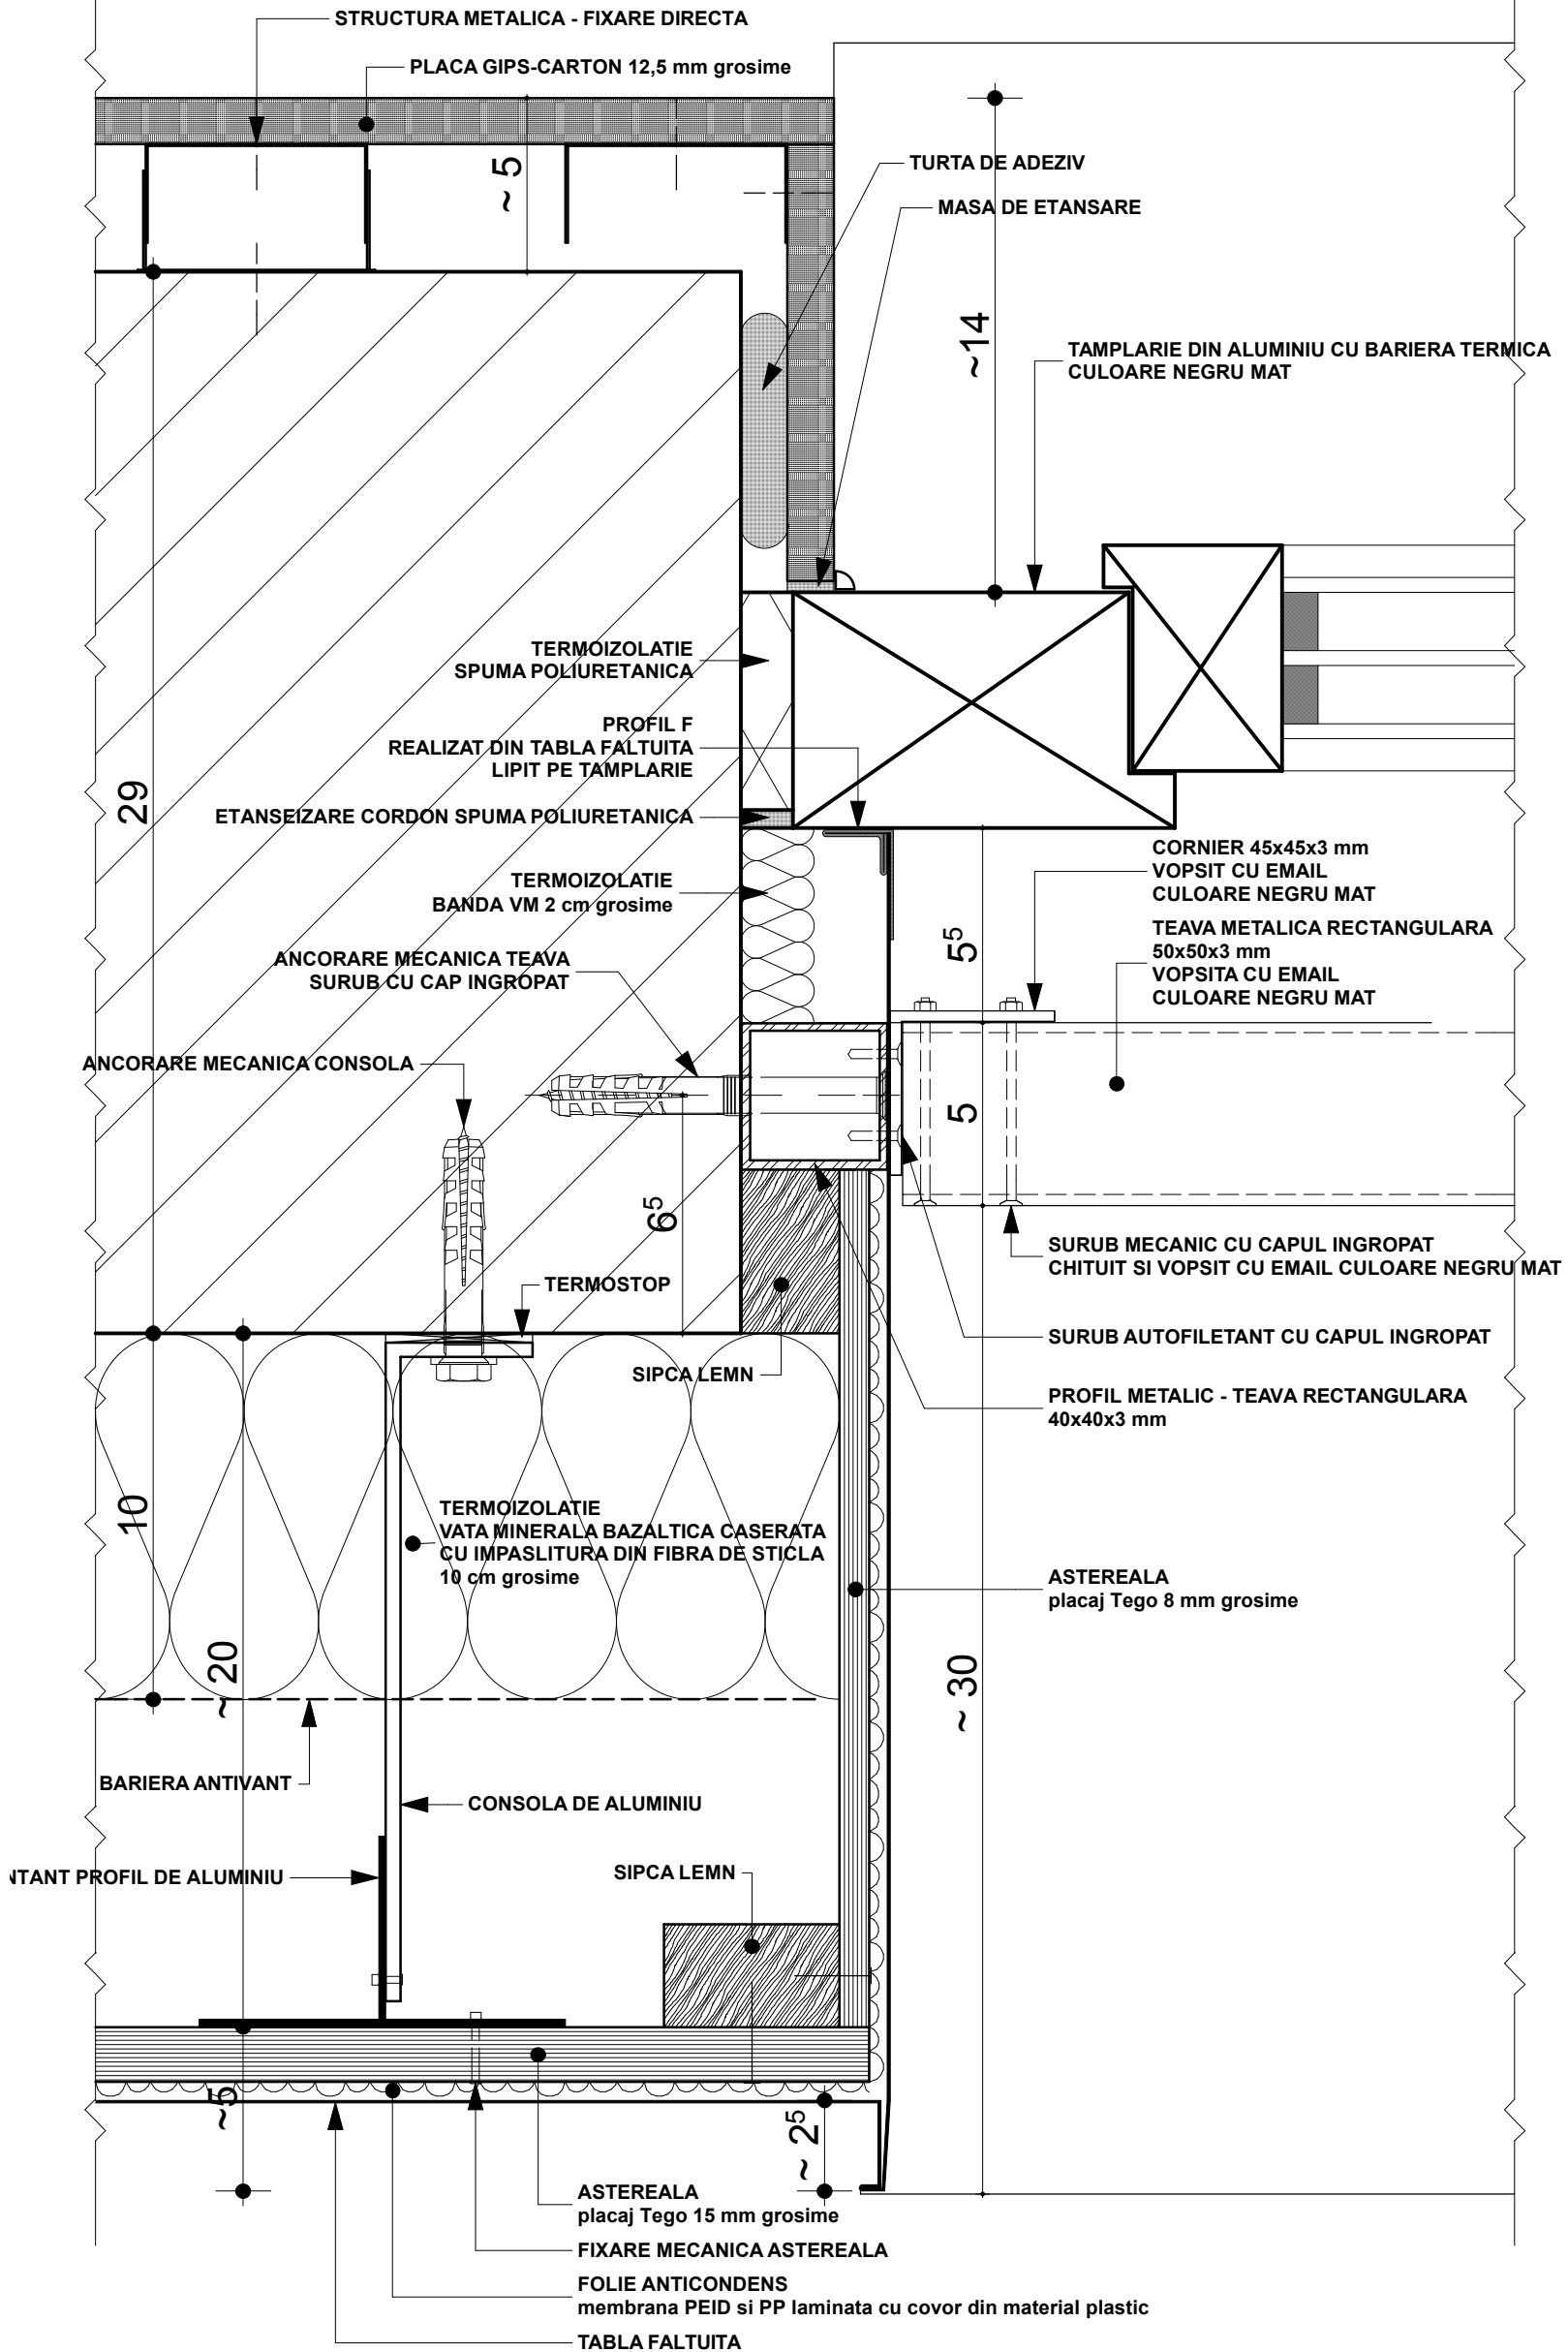 STRUCTURA METALICA - FIXARE DIRECTA
PLACA GIPS-CARTON 12,5 mm grosime
~ 5
TURTA DE ADEZIV
MASA DE ETANSARE
~14
TAMPLARIE DIN ALUMINIU CU BARIERA TERMICA
CULOARE NEGRU MAT
TERMOIZOLATIE
SPUMA POLIURETANICA
PROFIL F
REALIZAT DIN TABLA FALTUITA
LIPIT PE TAMPLARIE
29
ETANSEIZARE CORDON SPUMA POLIURETANICA
CORNIER 45x45x3 mm
VOPSIT CU EMAIL
CULOARE NEGRU MAT
TERMOIZOLATIE
BANDA VM 2 cm grosime
TEAVA METALICA RECTANGULARA
50x50x3 mm
VOPSITA CU EMAIL
CULOARE NEGRU MAT
5⁵
ANCORARE MECANICA TEAVA
SURUB CU CAP INGROPAT
ANCORARE MECANICA CONSOLA
5
6⁵
SURUB MECANIC CU CAPUL INGROPAT
CHITUIT SI VOPSIT CU EMAIL CULOARE NEGRU MAT
TERMOSTOP
SURUB AUTOFILETANT CU CAPUL INGROPAT
SIPCA LEMN
PROFIL METALIC - TEAVA RECTANGULARA
40x40x3 mm
10
TERMOIZOLATIE
VATA MINERALA BAZALTICA CASERATA
CU IMPASLITURA DIN FIBRA DE STICLA
10 cm grosime
ASTEREALA
placaj Tego 8 mm grosime
~ 20
~ 30
BARIERA ANTIVANT
CONSOLA DE ALUMINIU
NTANT PROFIL DE ALUMINIU
SIPCA LEMN
~5
~ 2⁵
ASTEREALA
placaj Tego 15 mm grosime
FIXARE MECANICA ASTEREALA
FOLIE ANTICONDENS
membrana PEID si PP laminata cu covor din material plastic
TABLA FALTUITA